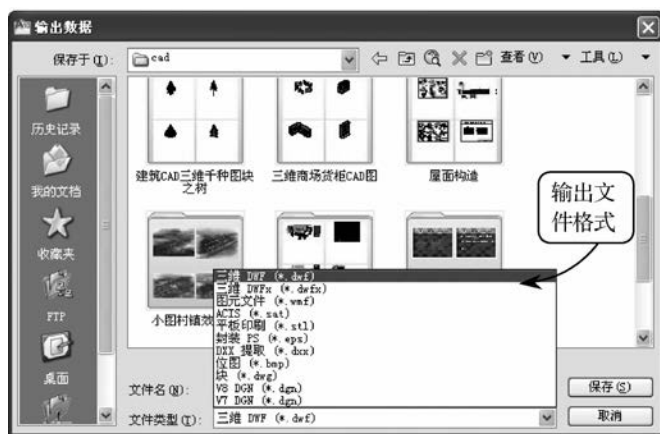 输出数据
保存于(I):
cad
查看(V)
工具(L)
历史记录
我的文档
收藏夹
FTP
桌面
建筑CAD三维千种图块之树
三维商场货柜CAD图
屋面构造
小图村镇效
输出文
件格式
三维 DWF (*.dwf)
三维 DWFx (*.dwfx)
图元文件 (*.wmf)
ACIS (*.sat)
平板印刷 (*.stl)
封装 PS (*.eps)
DXX 提取 (*.dxx)
位图 (*.bmp)
块 (*.dwg)
V8 DGN (*.dgn)
V7 DGN (*.dgn)
文件名(N):
保存(S)
文件类型(T):
三维 DWF (*.dwf)
取消